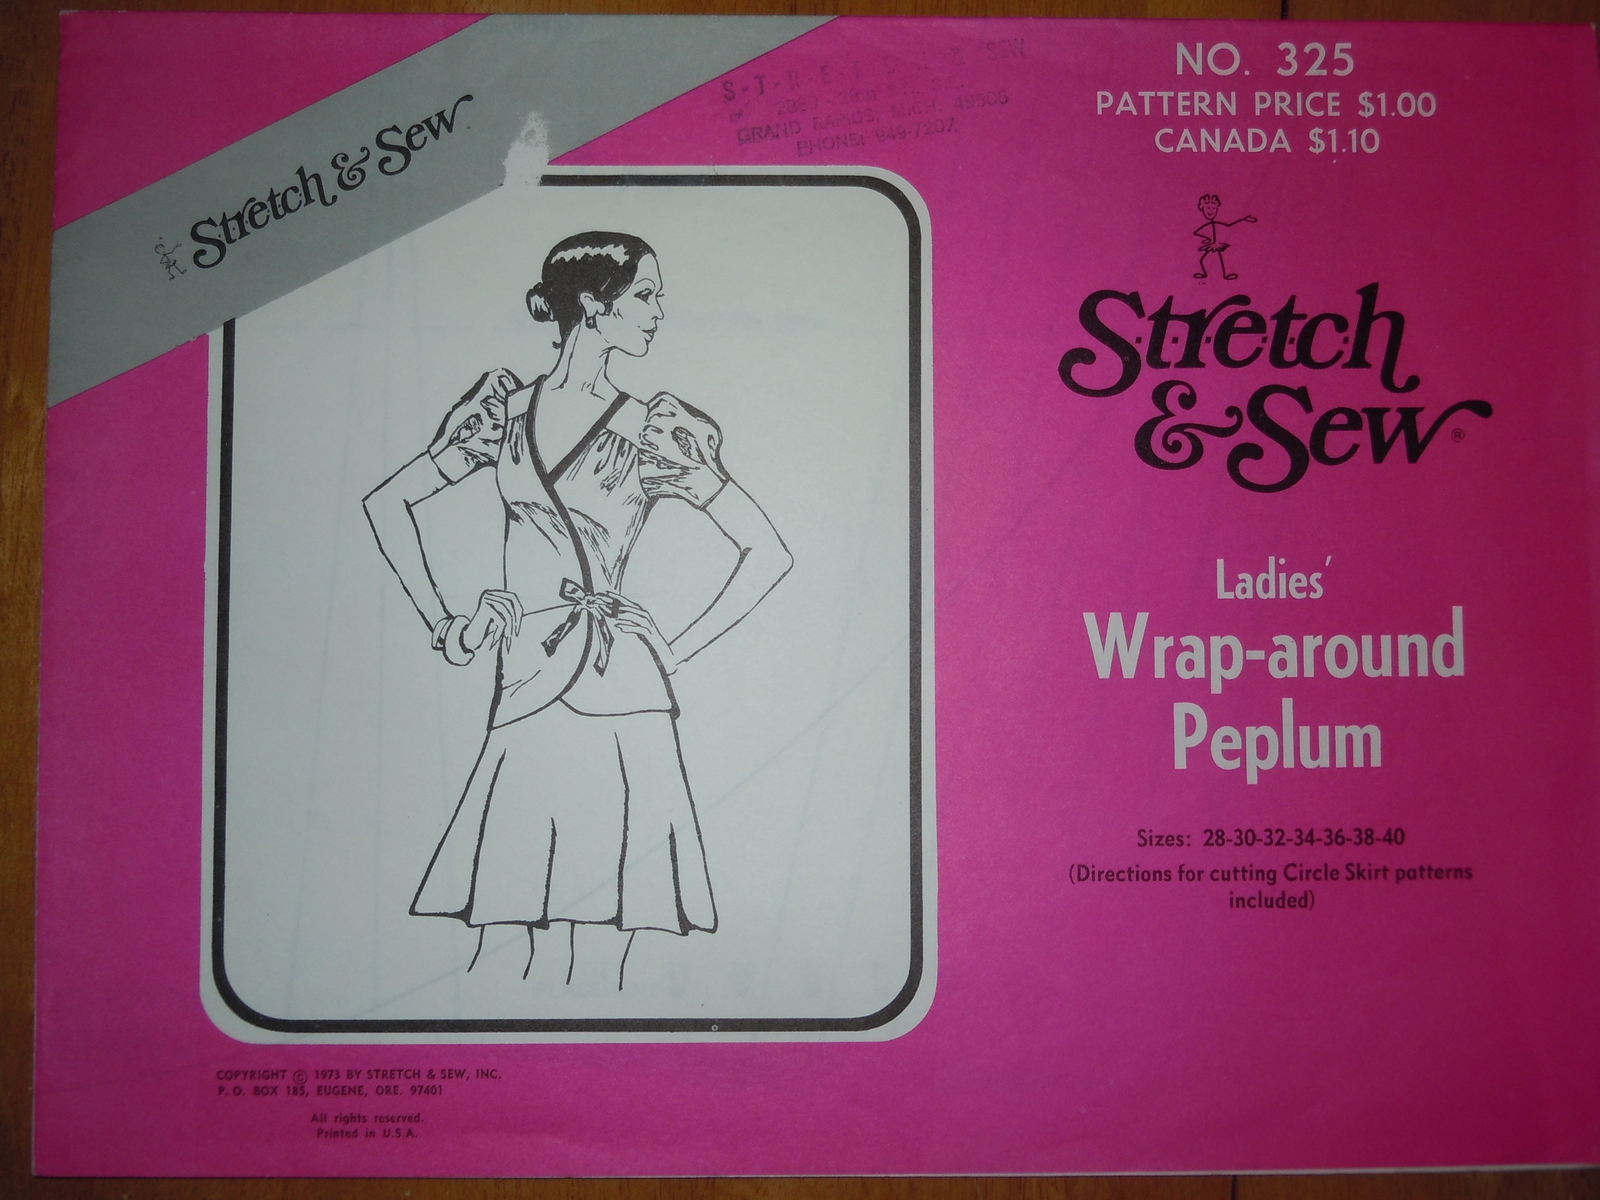 Stretch & Sew
S-T-R-E-T-C-H & SEW
GRAND RAPIDS, MICH. 49508
PHONE: 949-7207
NO. 325
PATTERN PRICE $1.00
CANADA $1.10
Stretch
& Sew®
Ladies'
Wrap-around
Peplum
Sizes: 28-30-32-34-36-38-40
(Directions for cutting Circle Skirt patterns
included)
COPYRIGHT © 1973 BY STRETCH & SEW, INC.
P. O. BOX 185, EUGENE, ORE. 97401
All rights reserved.
Printed in U.S.A.